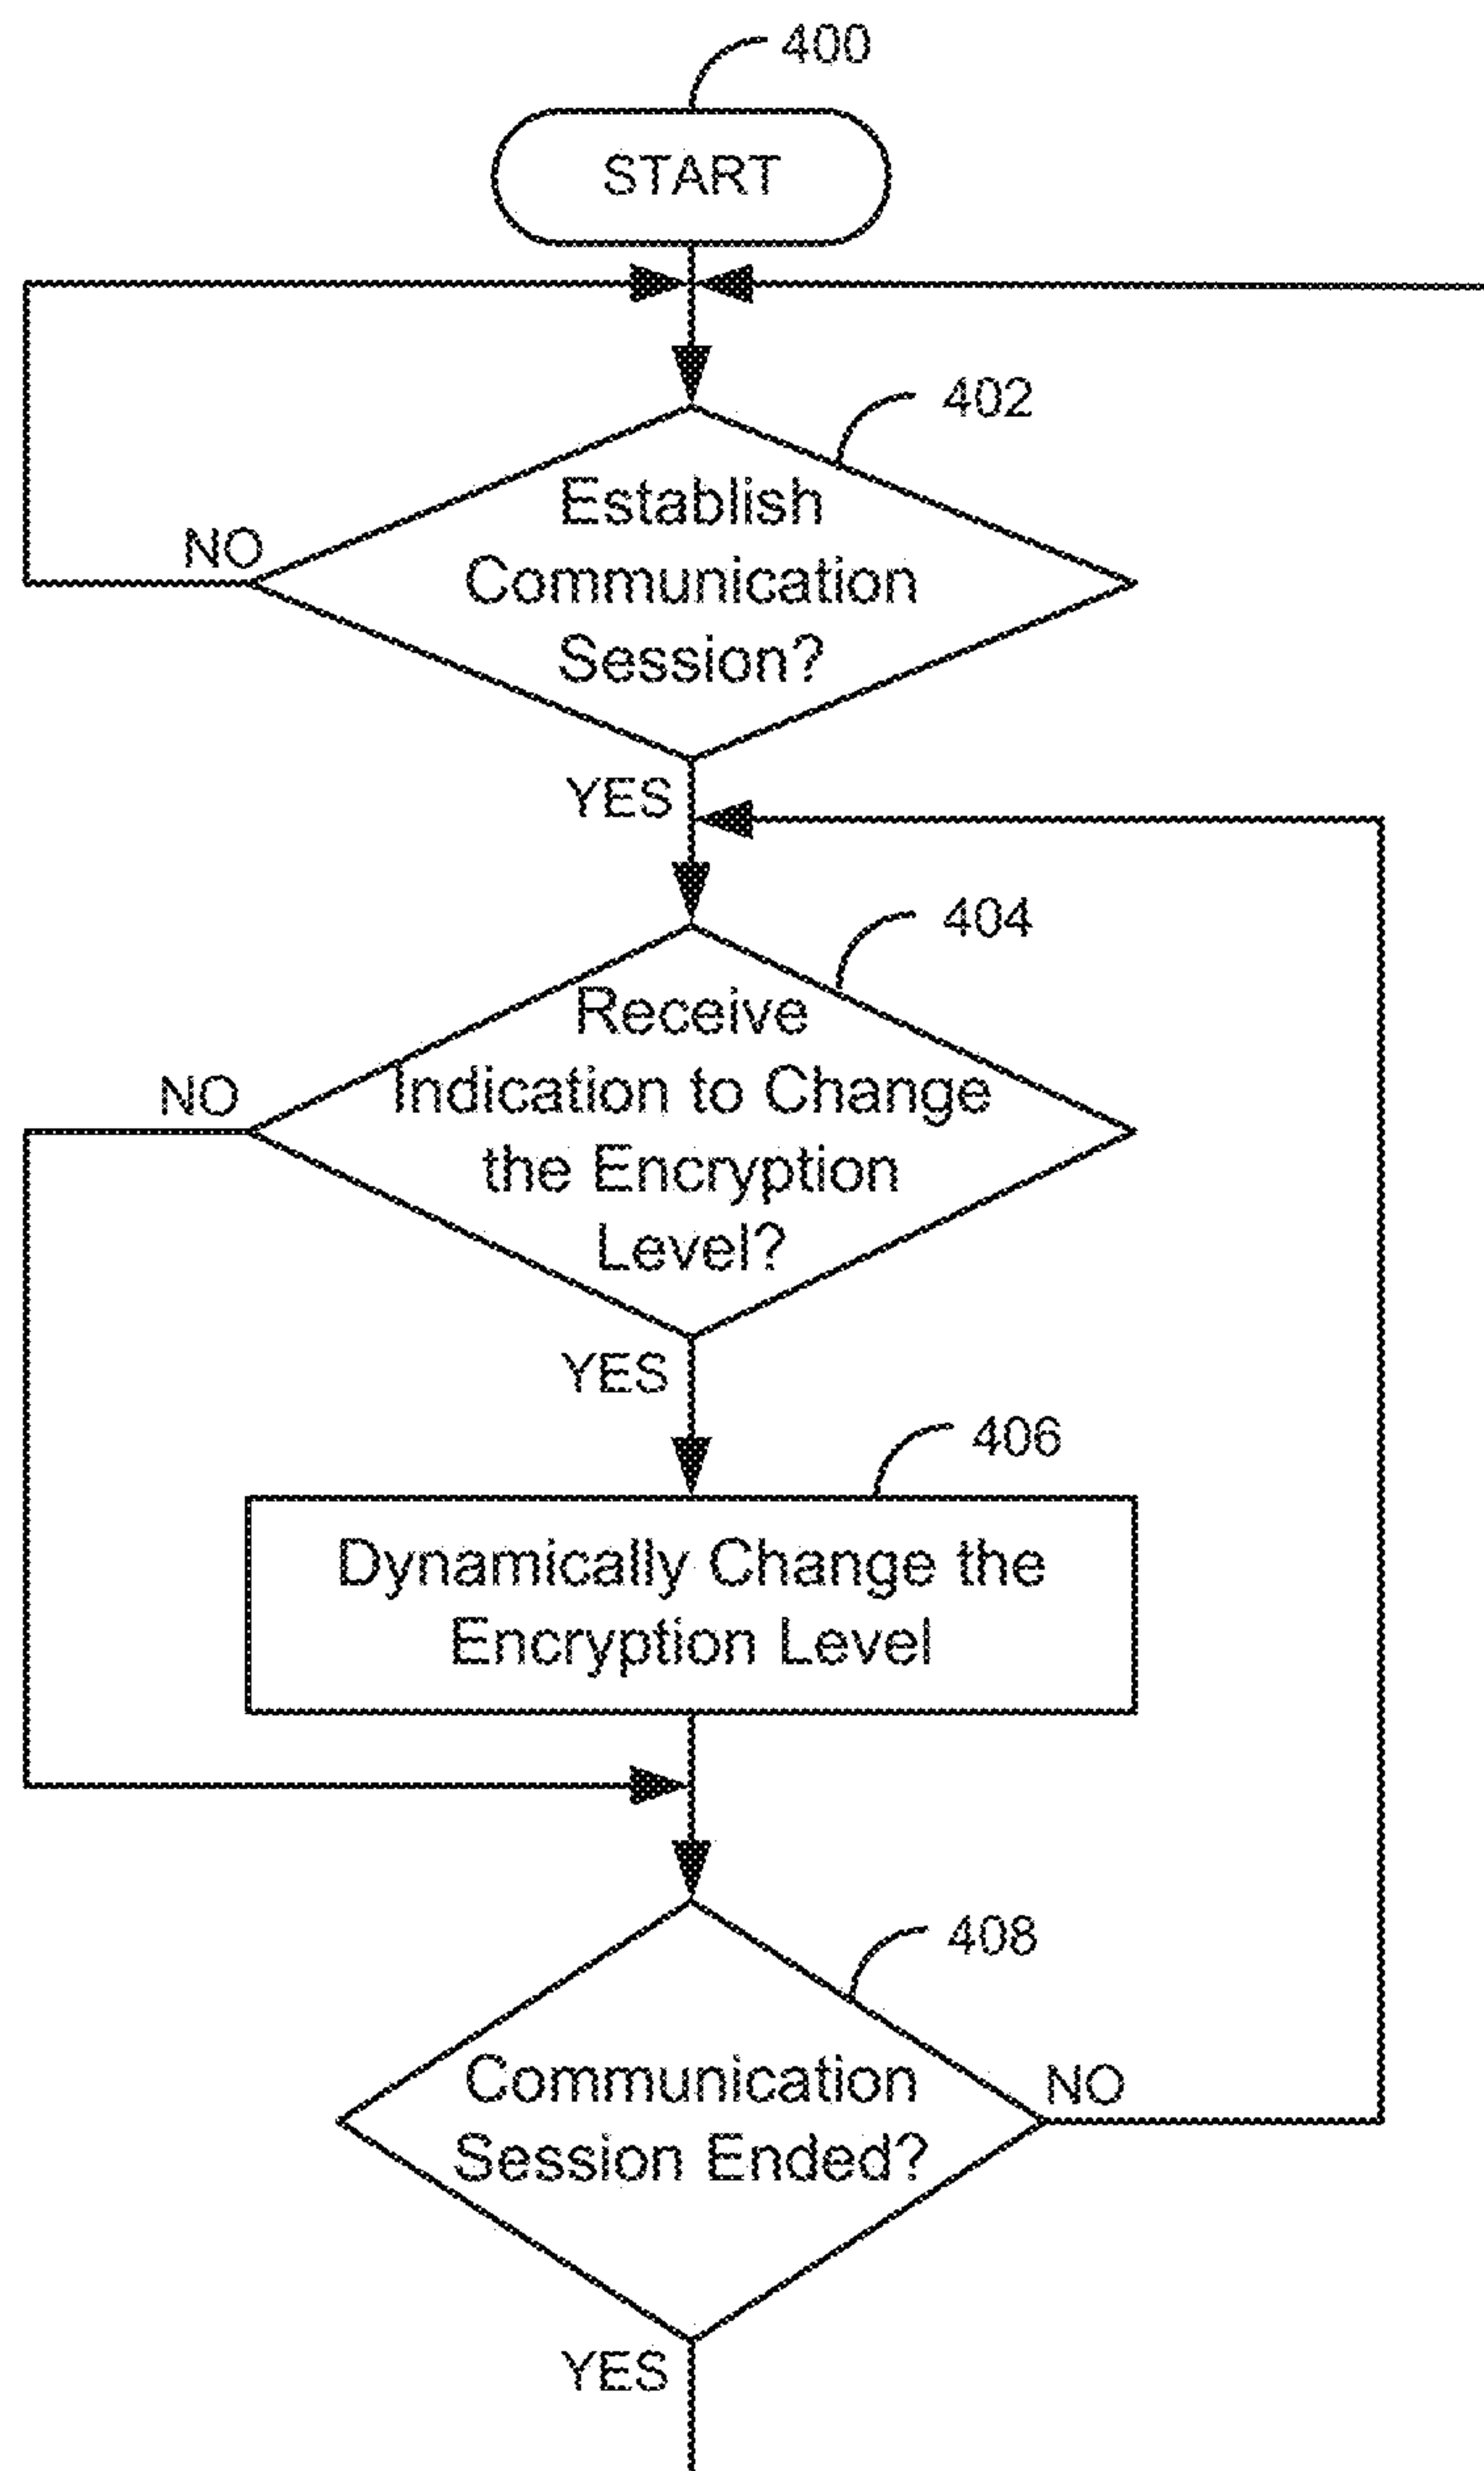 400
START
402
Establish
Communication
Session?
NO
YES
404
Receive
Indication to Change
the Encryption
Level?
NO
YES
406
Dynamically Change the
Encryption Level
408
Communication
Session Ended?
NO
YES